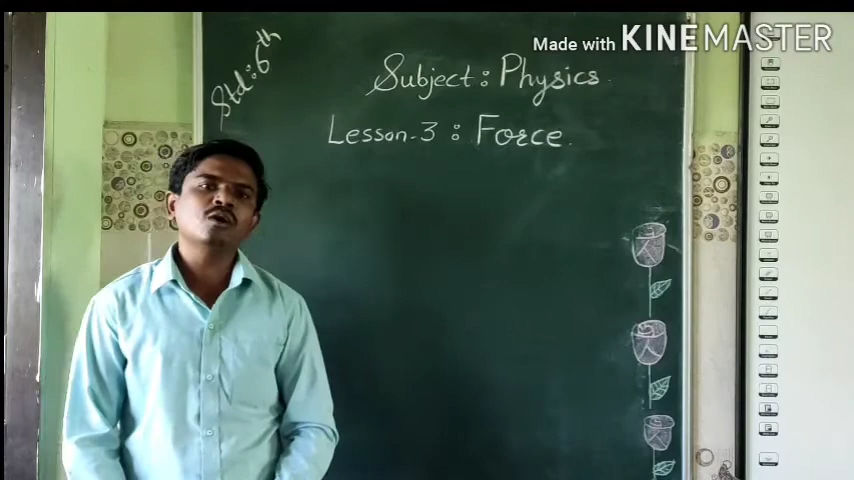 Made with KINEMASTER
Std:6th
Subject : Physics.
Lesson-3 : Force.